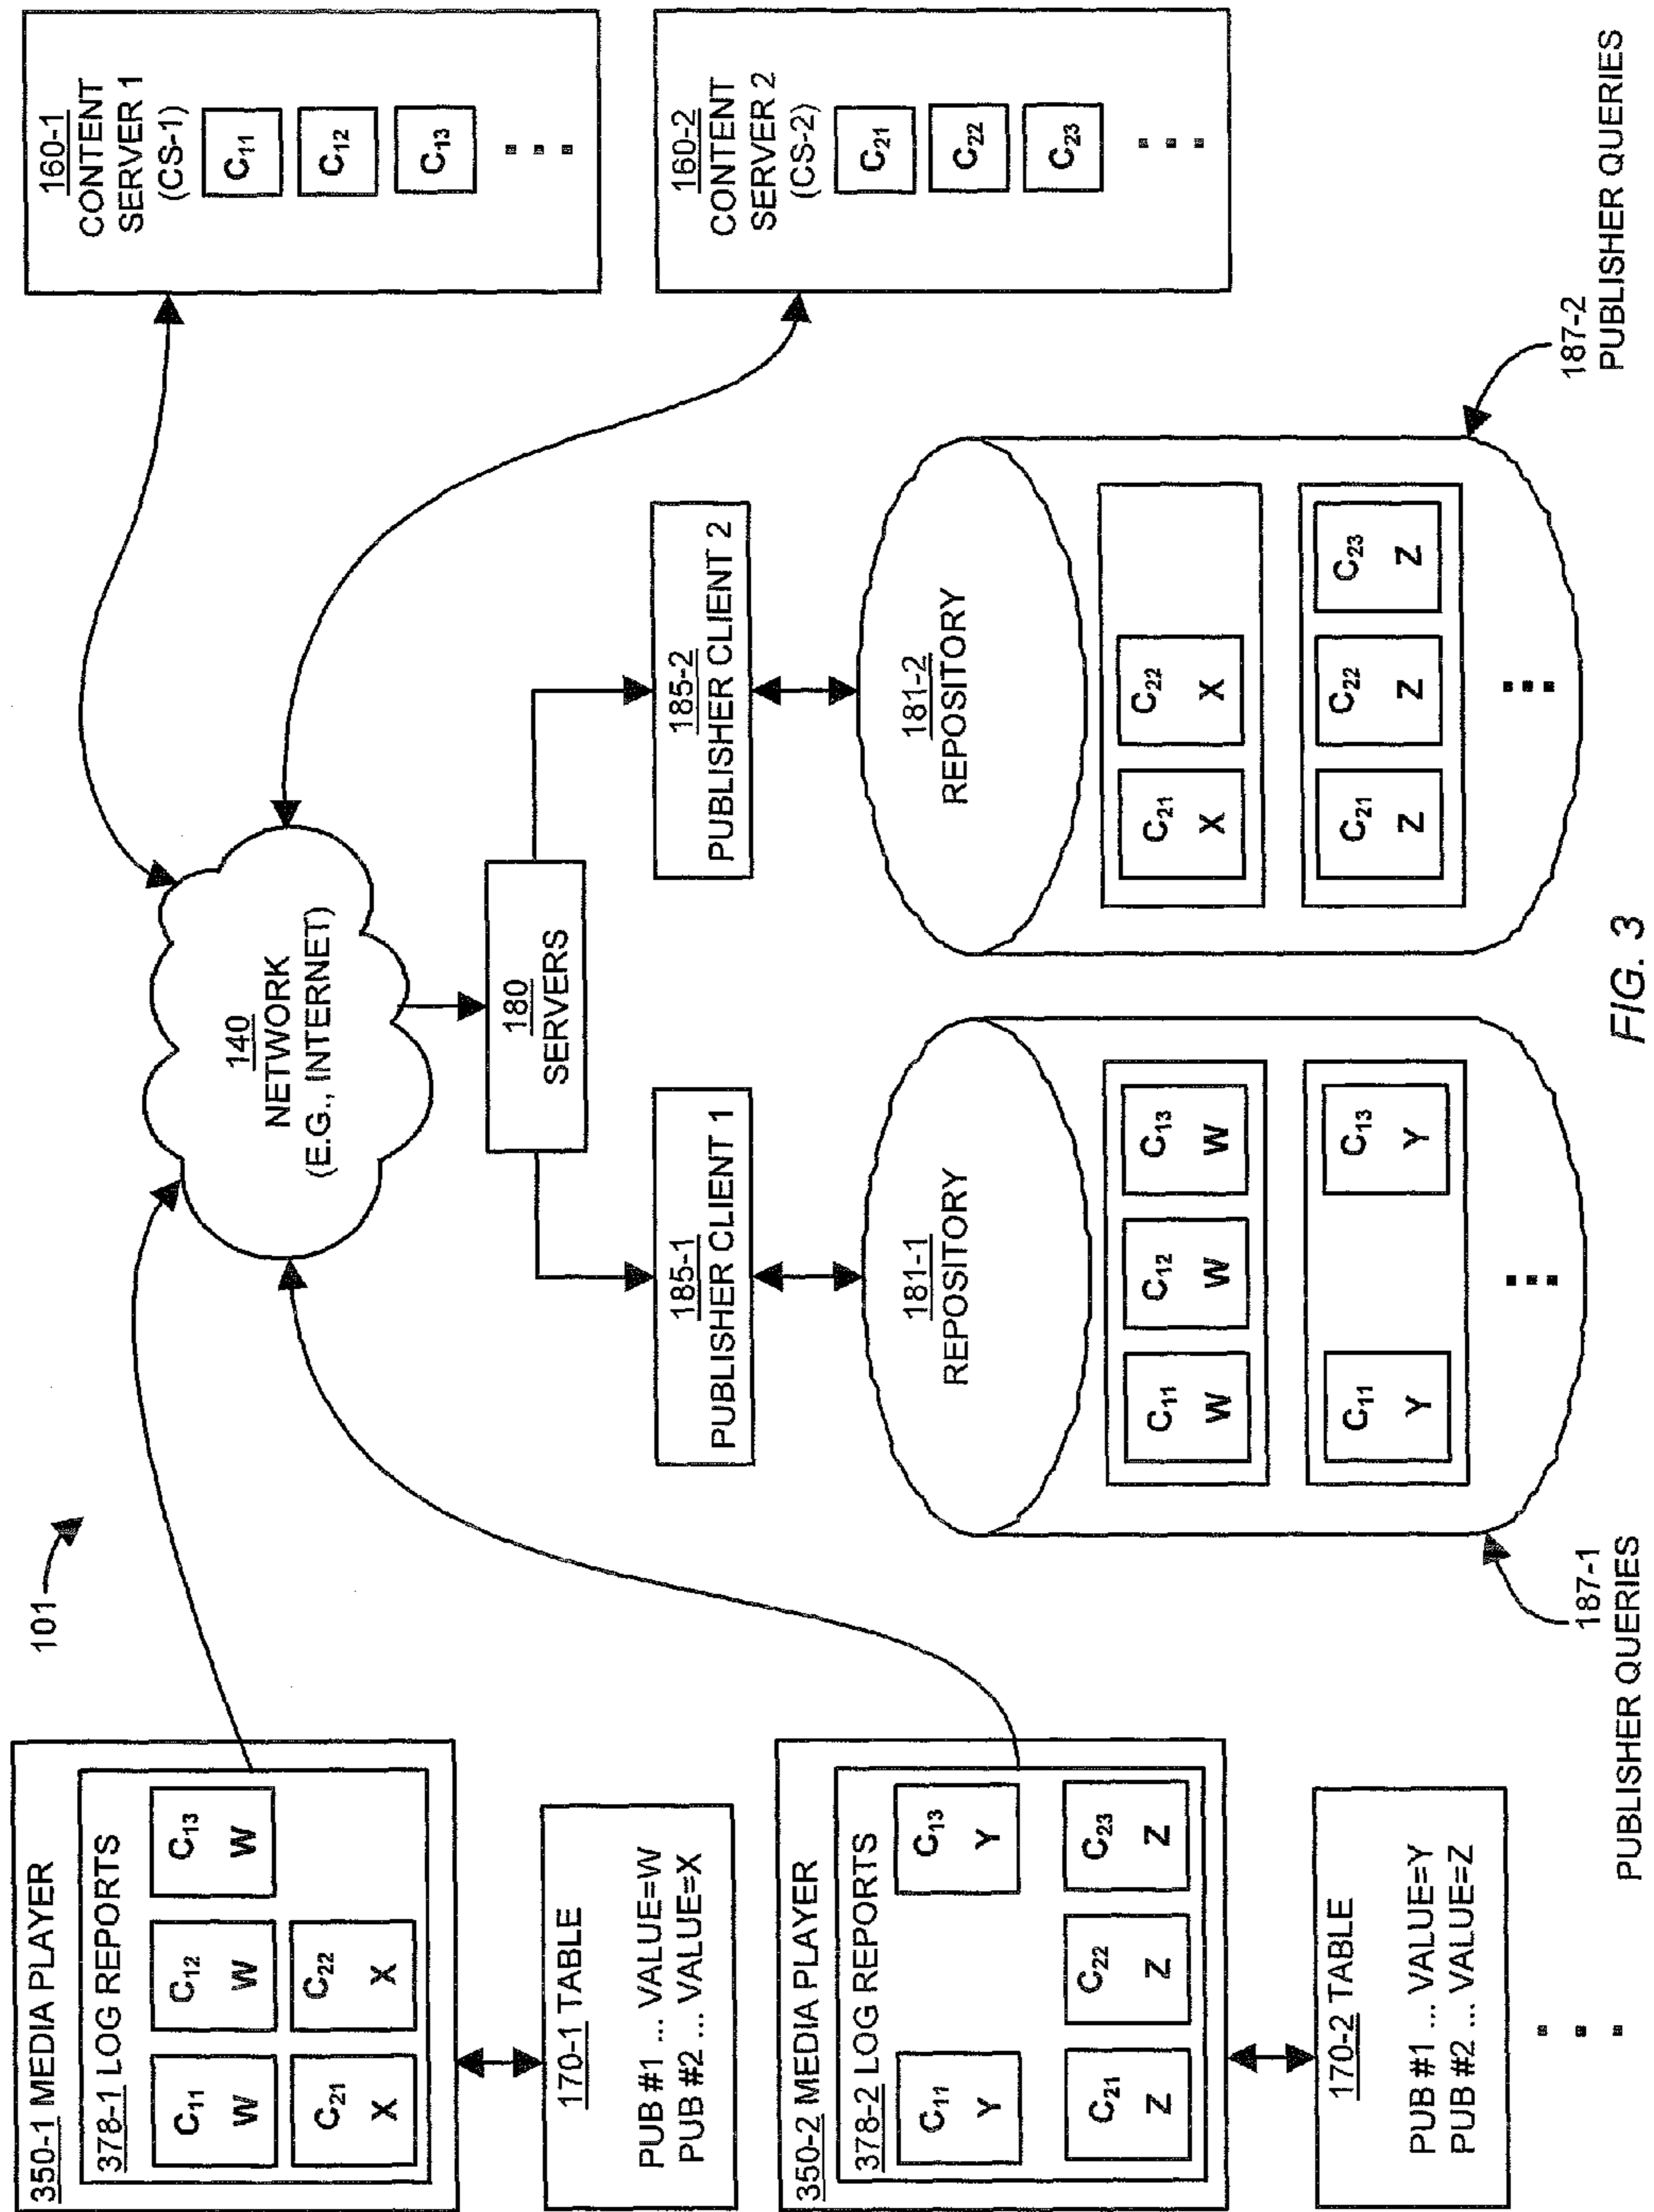 101
350-1 MEDIA PLAYER
378-1 LOG REPORTS
C11
W
C12
W
C13
W
C21
X
C22
X
170-1 TABLE
PUB #1 ... VALUE=W
PUB #2 ... VALUE=X
350-2 MEDIA PLAYER
378-2 LOG REPORTS
C11
Y
C13
Y
C21
Z
C22
Z
C23
Z
170-2 TABLE
PUB #1 ... VALUE=Y
PUB #2 ... VALUE=Z
140
NETWORK
(E.G., INTERNET)
180
SERVERS
185-1
PUBLISHER CLIENT 1
181-1
REPOSITORY
C11
W
C12
W
C13
W
C11
Y
C13
Y
187-1
PUBLISHER QUERIES
185-2
PUBLISHER CLIENT 2
181-2
REPOSITORY
C21
X
C22
X
C21
Z
C22
Z
C23
Z
187-2
PUBLISHER QUERIES
160-1
CONTENT
SERVER 1
(CS-1)
C11
C12
C13
160-2
CONTENT
SERVER 2
(CS-2)
C21
C22
C23
FIG. 3